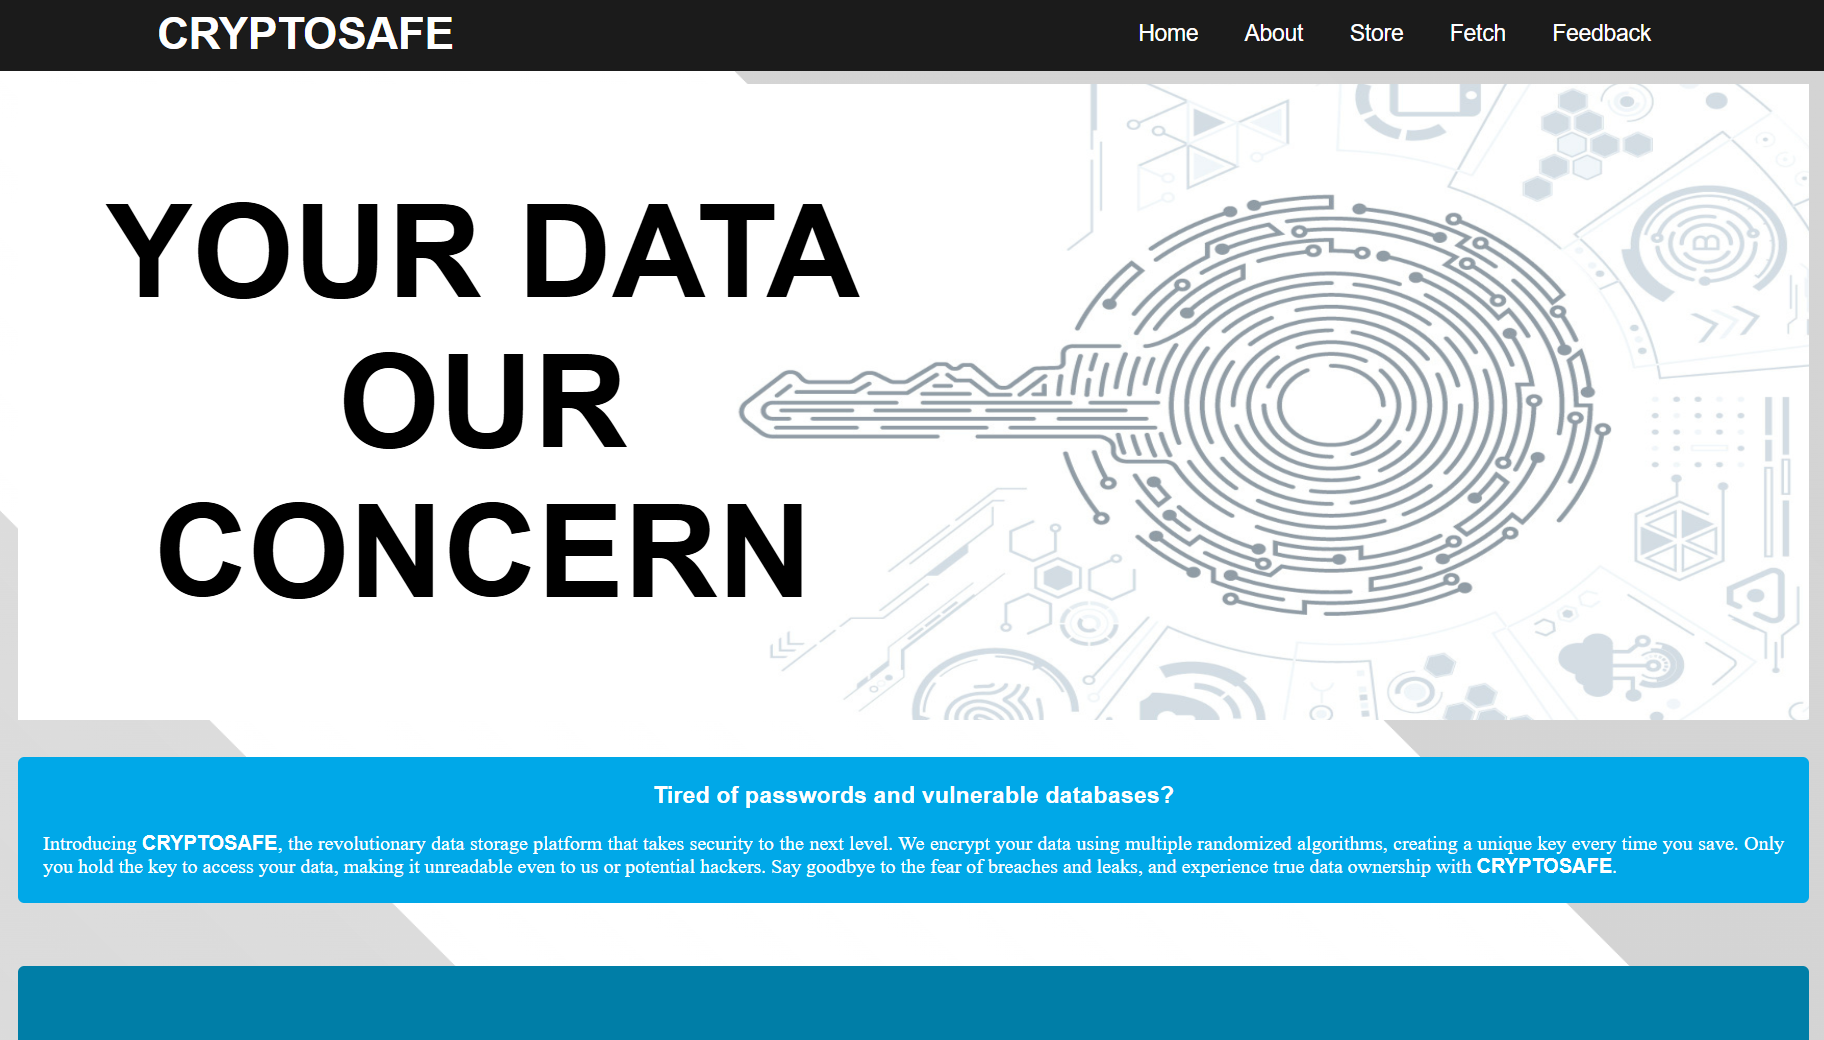 CRYPTOSAFE
Home About Store Fetch Feedback
YOUR DATA
OUR
CONCERN
Tired of passwords and vulnerable databases?
Introducing CRYPTOSAFE, the revolutionary data storage platform that takes security to the next level. We encrypt your data using multiple randomized algorithms, creating a unique key every time you save. Only
you hold the key to access your data, making it unreadable even to us or potential hackers. Say goodbye to the fear of breaches and leaks, and experience true data ownership with CRYPTOSAFE.